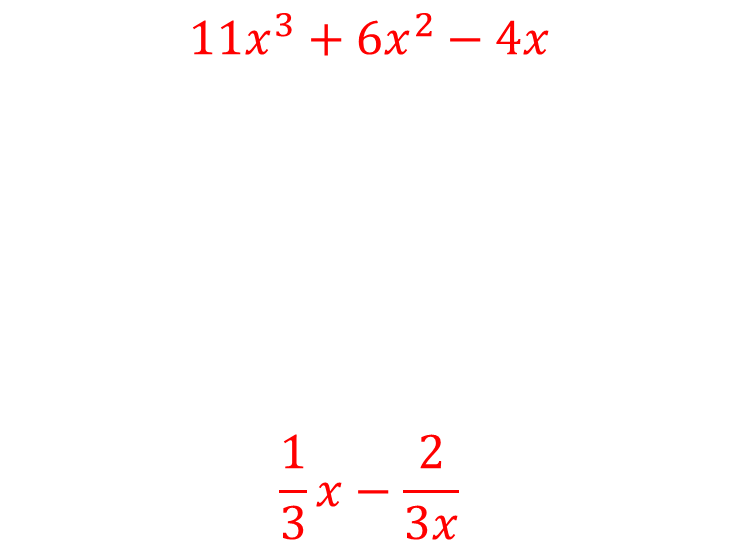 11x³ + 6x² − 4x
1/3 x − 2/3x